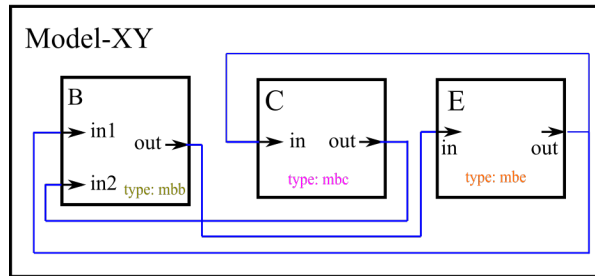 Model-XY
B
in1
out
in2
type: mbb
C
in
out
type: mbc
E
in
out
type: mbe